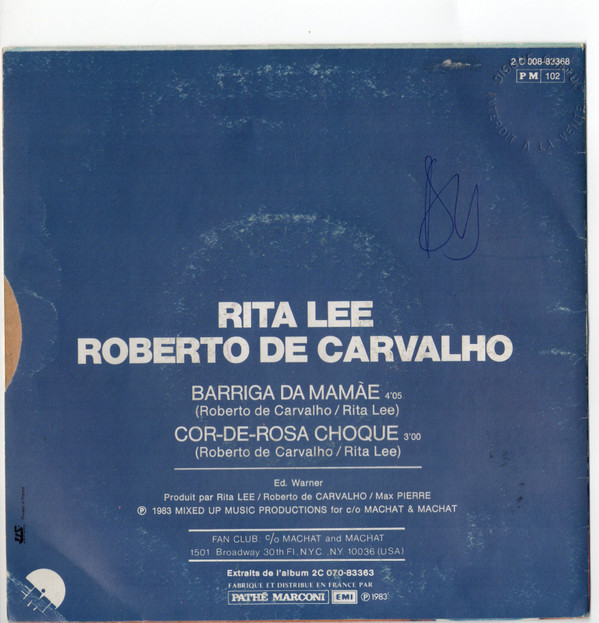 2 C 008-83368
PM 102
INTERDIT A LA VENTE
RITA LEE
ROBERTO DE CARVALHO
BARRIGA DA MAMÃE 4'05
(Roberto de Carvalho / Rita Lee)
COR-DE-ROSA CHOQUE 3'00
(Roberto de Carvalho / Rita Lee)
Ed. Warner
Produit par Rita LEE / Roberto de CARVALHO / Max PIERRE
Ⓟ 1983 MIXED UP MUSIC PRODUCTIONS for c/o MACHAT & MACHAT
FAN CLUB: c/o MACHAT and MACHAT
1501 Broadway 30th Fl, N.Y.C. ,N.Y. 10036 (USA)
Extraits de l'album 2C 070-83363
FABRIQUE ET DISTRIBUE EN FRANCE PAR
PATHÉ MARCONI EMI Ⓟ 1983